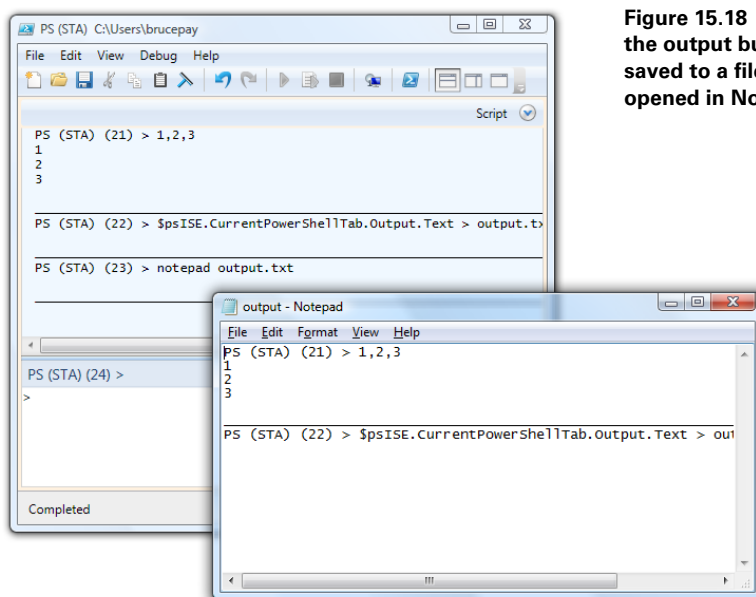 PS (STA) C:\Users\brucepay
File Edit View Debug Help
Script
PS (STA) (21) > 1,2,3
1
2
3
PS (STA) (22) > $psISE.CurrentPowerShellTab.Output.Text > output.tx
PS (STA) (23) > notepad output.txt
PS (STA) (24) >
>
Completed
output - Notepad
File Edit Format View Help
PS (STA) (21) > 1,2,3
1
2
3
PS (STA) (22) > $psISE.CurrentPowerShellTab.Output.Text > out
Figure 15.18
the output bu
saved to a file
opened in No